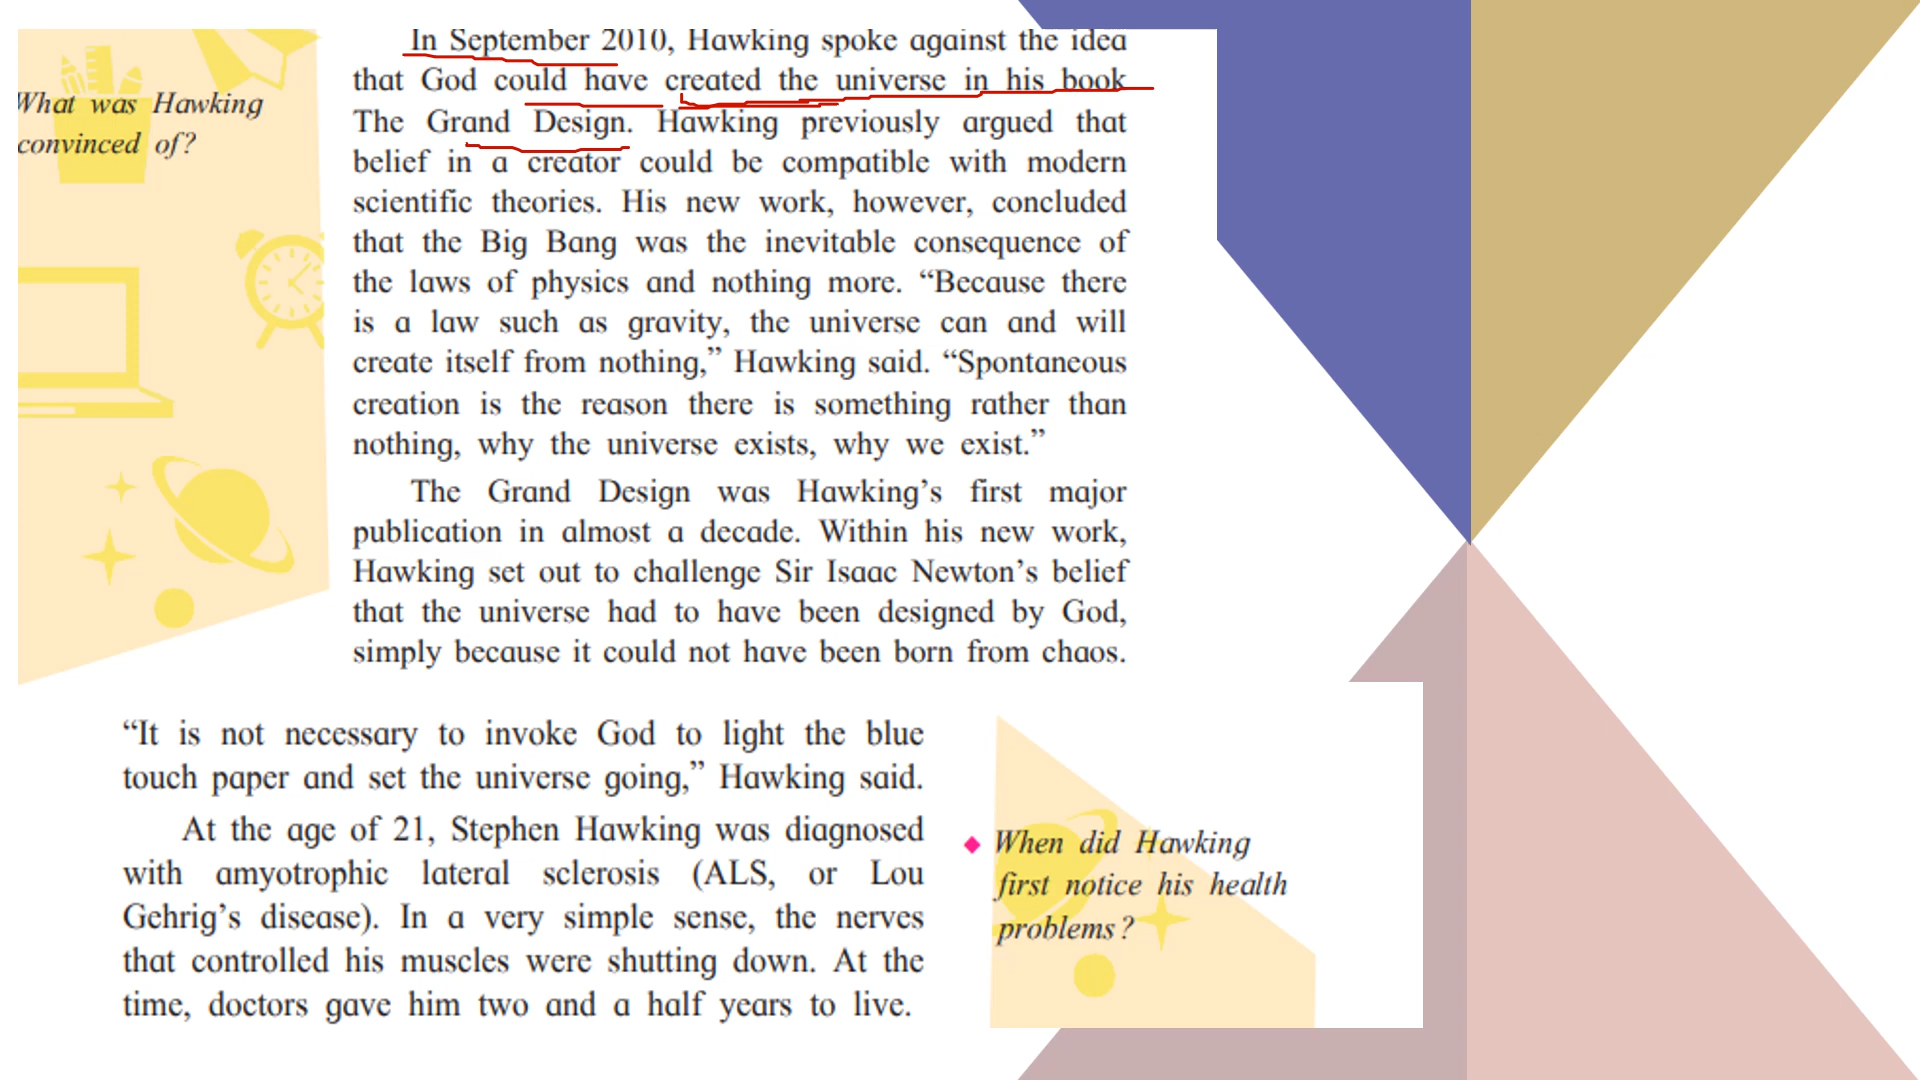 What was Hawking
convinced of?
In September 2010, Hawking spoke against the idea
that God could have created the universe in his book
The Grand Design. Hawking previously argued that
belief in a creator could be compatible with modern
scientific theories. His new work, however, concluded
that the Big Bang was the inevitable consequence of
the laws of physics and nothing more. “Because there
is a law such as gravity, the universe can and will
create itself from nothing,” Hawking said. “Spontaneous
creation is the reason there is something rather than
nothing, why the universe exists, why we exist.”
The Grand Design was Hawking’s first major
publication in almost a decade. Within his new work,
Hawking set out to challenge Sir Isaac Newton’s belief
that the universe had to have been designed by God,
simply because it could not have been born from chaos.
“It is not necessary to invoke God to light the blue
touch paper and set the universe going,” Hawking said.
At the age of 21, Stephen Hawking was diagnosed
with amyotrophic lateral sclerosis (ALS, or Lou
Gehrig’s disease). In a very simple sense, the nerves
that controlled his muscles were shutting down. At the
time, doctors gave him two and a half years to live.
When did Hawking
first notice his health
problems?